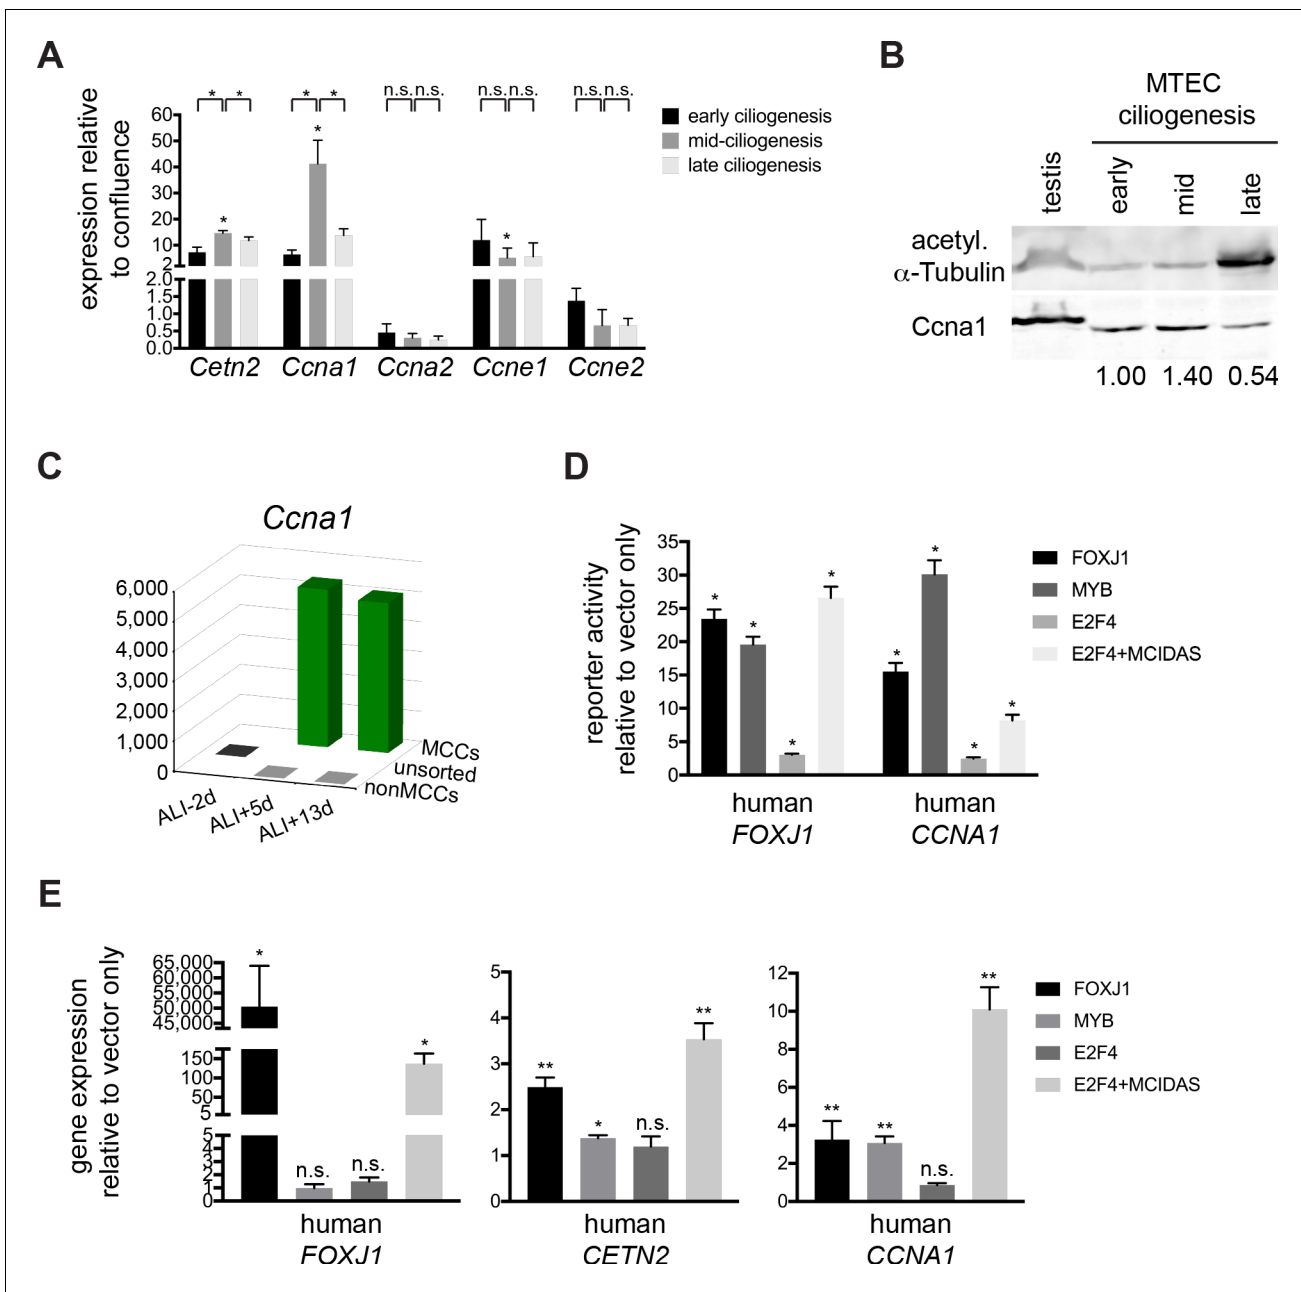 A
expression relative
to confluence
60
50
40
30
20
10
2
2.0
1.5
1.0
0.5
0.0
* * * * n.s. n.s. n.s. n.s. n.s. n.s.
* * *
Cetn2 Ccna1 Ccna2 Ccne1 Ccne2
early ciliogenesis
mid-ciliogenesis
late ciliogenesis
B
MTEC
ciliogenesis
testis early mid late
acetyl.
α-Tubulin
Ccna1
1.00 1.40 0.54
C
Ccna1
6,000
5,000
4,000
3,000
2,000
1,000
0
MCCs
unsorted
nonMCCs
ALI-2d ALI+5d ALI+13d
D
reporter activity
relative to vector only
35
30
25
20
15
10
5
0
* * * * * * * *
human human
FOXJ1 CCNA1
FOXJ1
MYB
E2F4
E2F4+MCIDAS
E
gene expression
relative to vector only
65,000
60,000
55,000
50,000
45,000
150
100
50
5
5
4
3
2
1
0
* n.s. n.s. *
human
FOXJ1
5
4
3
2
1
0
** * n.s. **
human
CETN2
12
10
8
6
4
2
0
** ** n.s. **
human
CCNA1
FOXJ1
MYB
E2F4
E2F4+MCIDAS